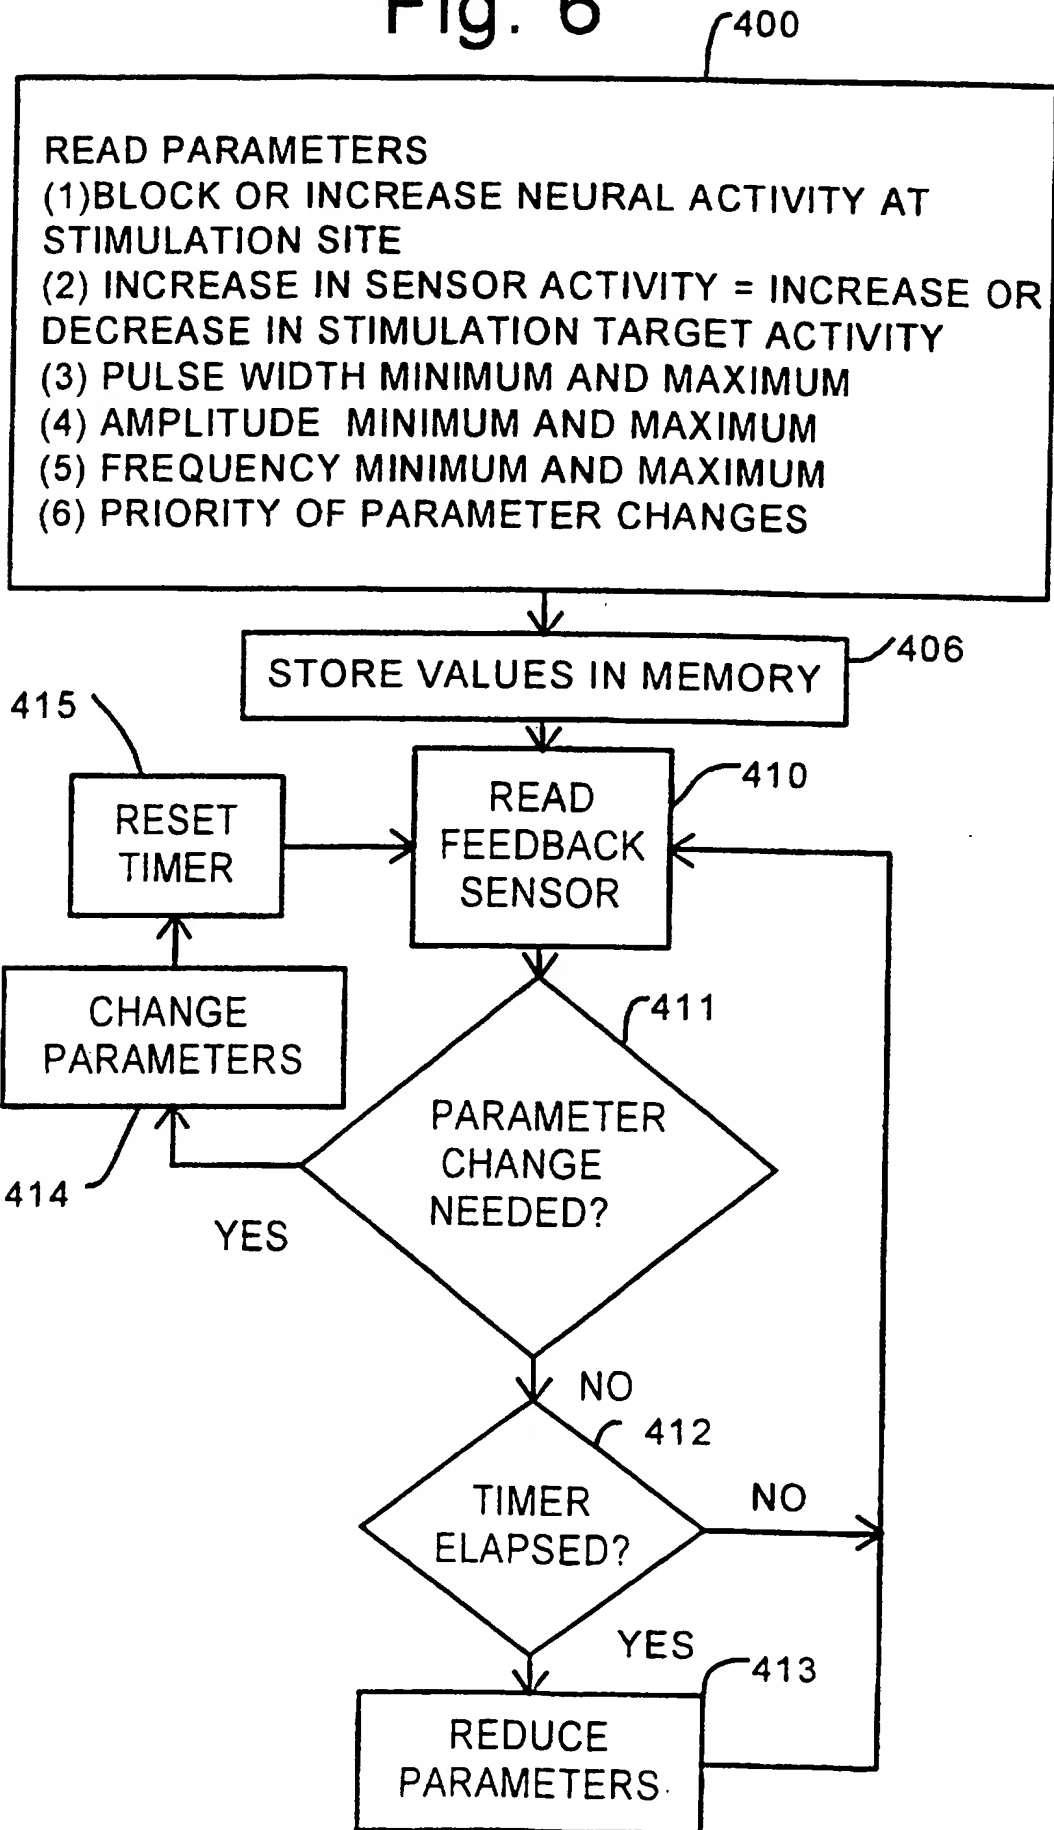 Fig. 6
400
READ PARAMETERS
(1)BLOCK OR INCREASE NEURAL ACTIVITY AT
STIMULATION SITE
(2) INCREASE IN SENSOR ACTIVITY = INCREASE OR
DECREASE IN STIMULATION TARGET ACTIVITY
(3) PULSE WIDTH MINIMUM AND MAXIMUM
(4) AMPLITUDE MINIMUM AND MAXIMUM
(5) FREQUENCY MINIMUM AND MAXIMUM
(6) PRIORITY OF PARAMETER CHANGES
STORE VALUES IN MEMORY
406
415
RESET
TIMER
READ
FEEDBACK
SENSOR
410
CHANGE
PARAMETERS
411
PARAMETER
CHANGE
NEEDED?
414
YES
NO
412
TIMER
ELAPSED?
NO
YES
413
REDUCE
PARAMETERS